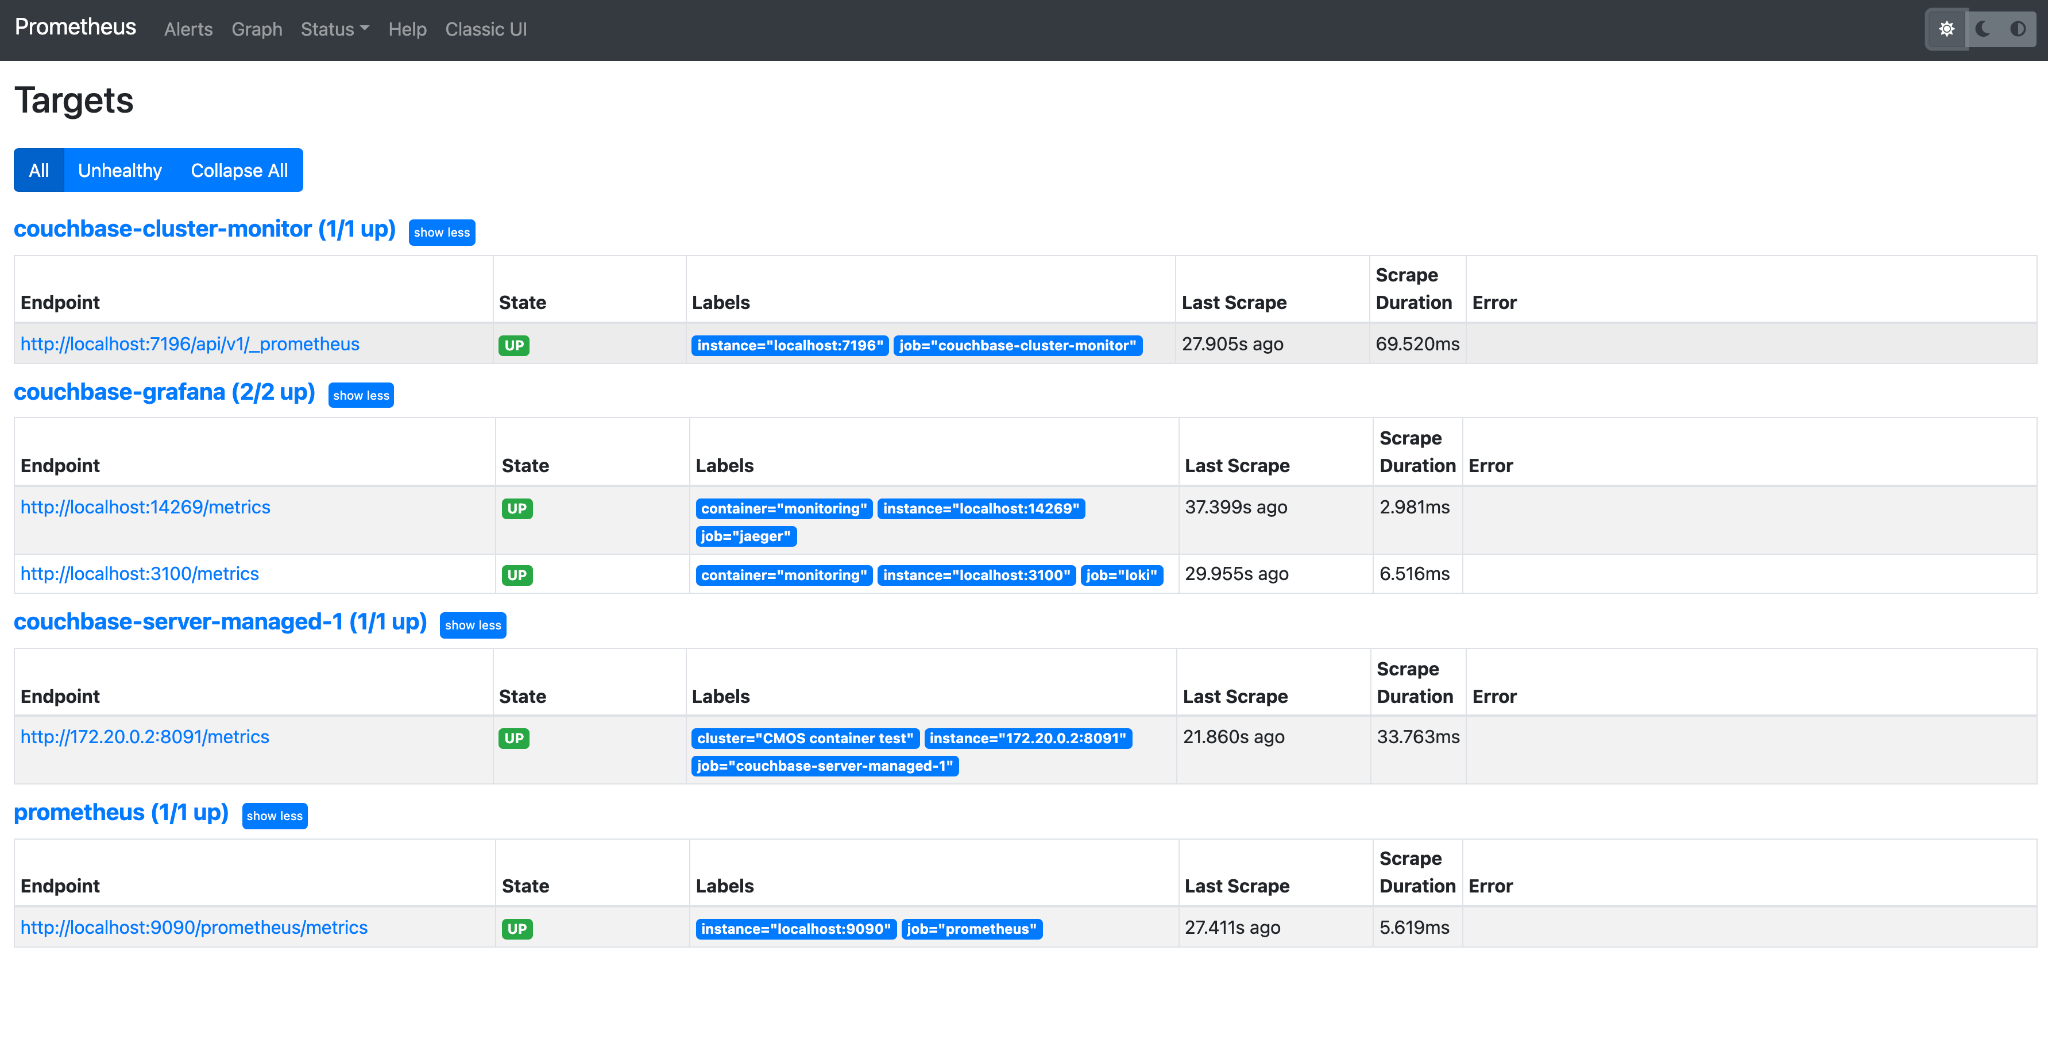 Prometheus Alerts Graph Status Help Classic UI
Targets
All Unhealthy Collapse All
couchbase-cluster-monitor (1/1 up) show less
Endpoint State Labels Last Scrape Scrape Duration Error
http://localhost:7196/api/v1/_prometheus UP instance="localhost:7196" job="couchbase-cluster-monitor" 27.905s ago 69.520ms
couchbase-grafana (2/2 up) show less
Endpoint State Labels Last Scrape Scrape Duration Error
http://localhost:14269/metrics UP container="monitoring" instance="localhost:14269" 37.399s ago 2.981ms
job="jaeger"
http://localhost:3100/metrics UP container="monitoring" instance="localhost:3100" job="loki" 29.955s ago 6.516ms
couchbase-server-managed-1 (1/1 up) show less
Endpoint State Labels Last Scrape Scrape Duration Error
http://172.20.0.2:8091/metrics UP cluster="CMOS container test" instance="172.20.0.2:8091" 21.860s ago 33.763ms
job="couchbase-server-managed-1"
prometheus (1/1 up) show less
Endpoint State Labels Last Scrape Scrape Duration Error
http://localhost:9090/prometheus/metrics UP instance="localhost:9090" job="prometheus" 27.411s ago 5.619ms